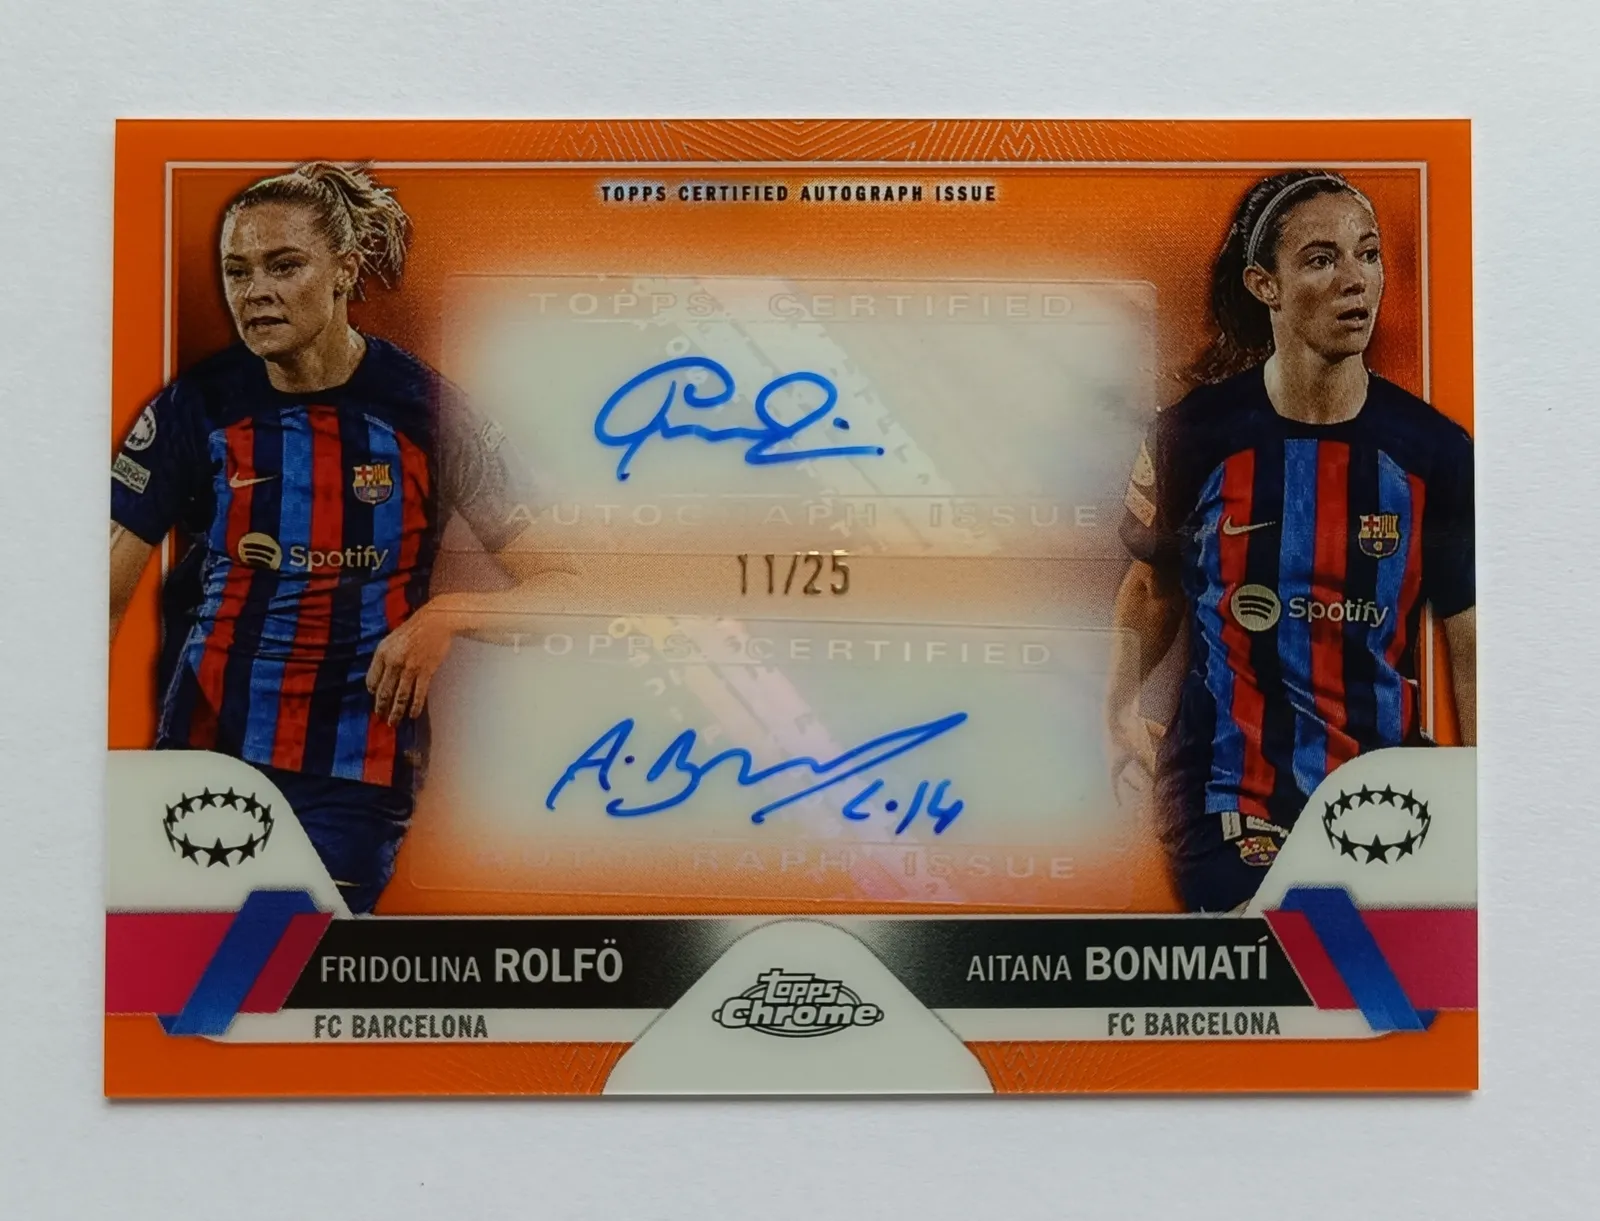 TOPPS CERTIFIED AUTOGRAPH ISSUE
TOPPS CERTIFIED
AUTOGRAPH ISSUE
11/25
TOPPS CERTIFIED
A. B
RAPH ISSUE
Spotify
Spotify
FRIDOLINA ROLFÖ
FC BARCELONA
AITANA BONMATÍ
FC BARCELONA
Topps
Chrome